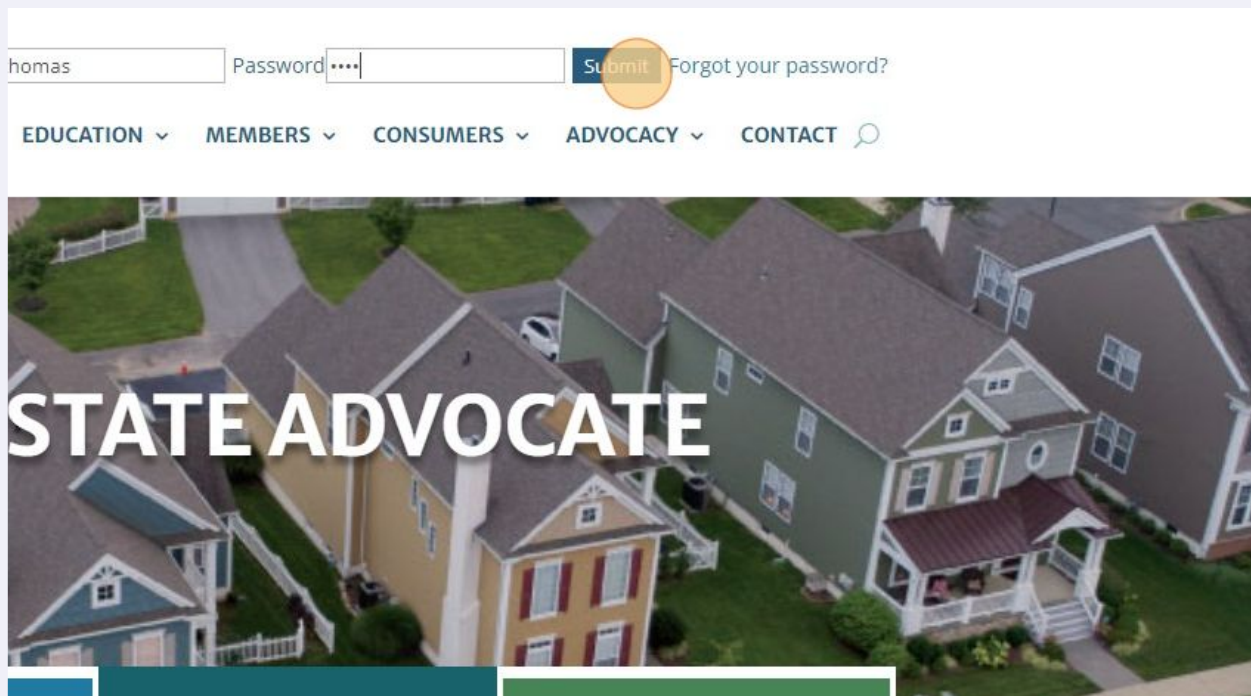 homas Password •••• Submit Forgot your password?
EDUCATION MEMBERS CONSUMERS ADVOCACY CONTACT
STATE ADVOCATE